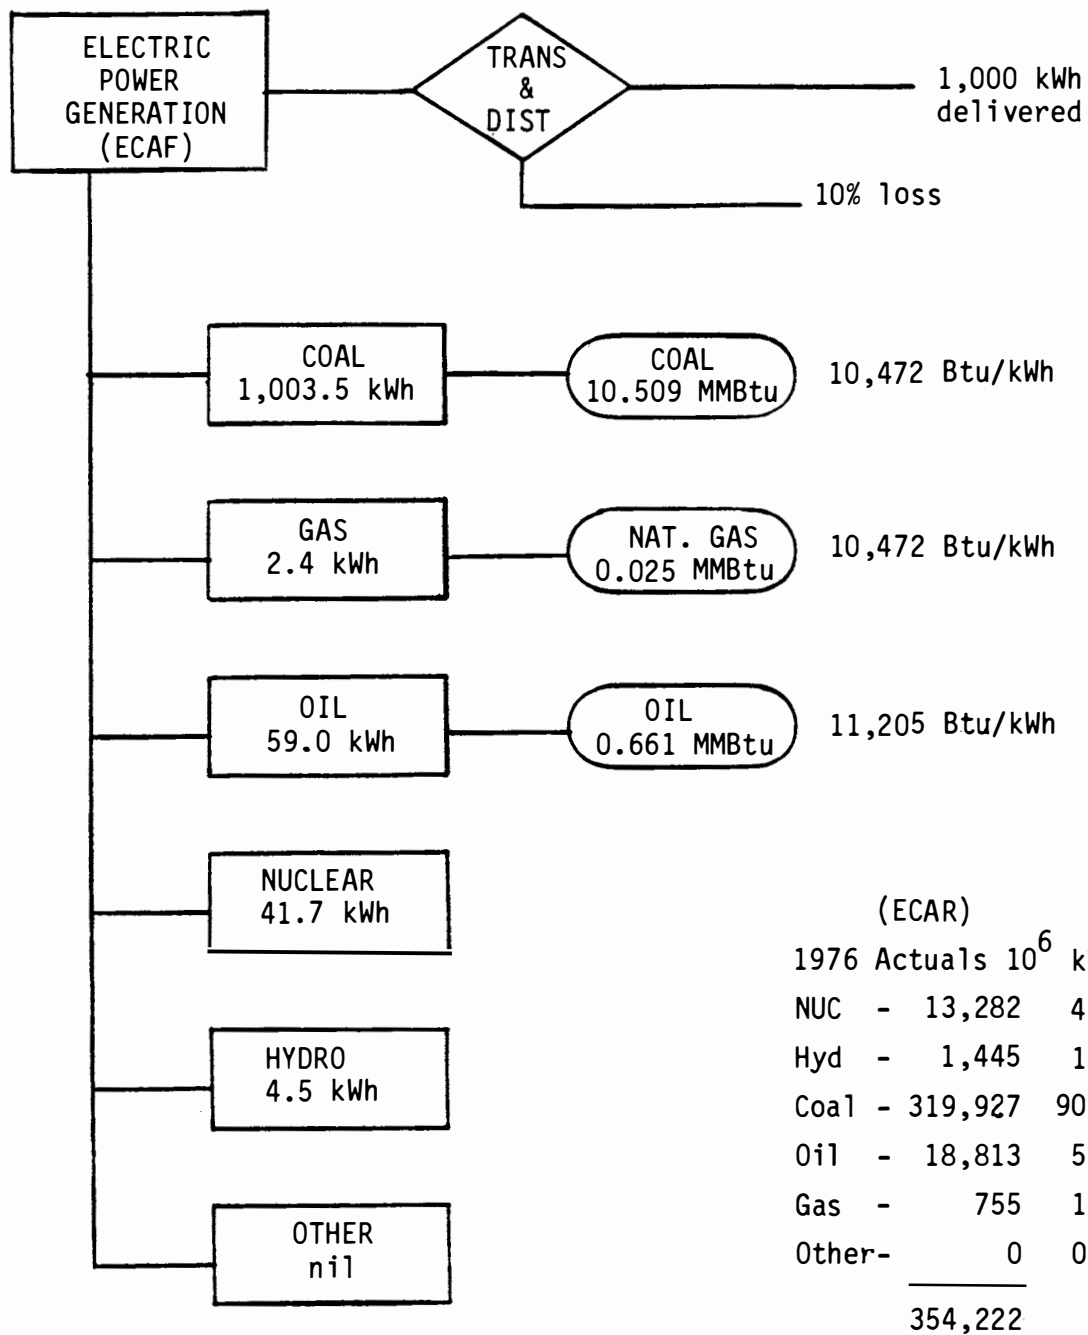 ELECTRIC
POWER
GENERATION
(ECAF)
TRANS
&
DIST
1,000 kWh
delivered
10% loss
COAL
1,003.5 kWh
COAL
10.509 MMBtu
10,472 Btu/kWh
GAS
2.4 kWh
NAT. GAS
0.025 MMBtu
10,472 Btu/kWh
OIL
59.0 kWh
OIL
0.661 MMBtu
11,205 Btu/kWh
NUCLEAR
41.7 kWh
HYDRO
4.5 kWh
OTHER
nil
(ECAR)
1976 Actuals 10^6 k
NUC - 13,282 4
Hyd - 1,445 1
Coal - 319,927 90
Oil - 18,813 5
Gas - 755 1
Other- 0 0
354,222